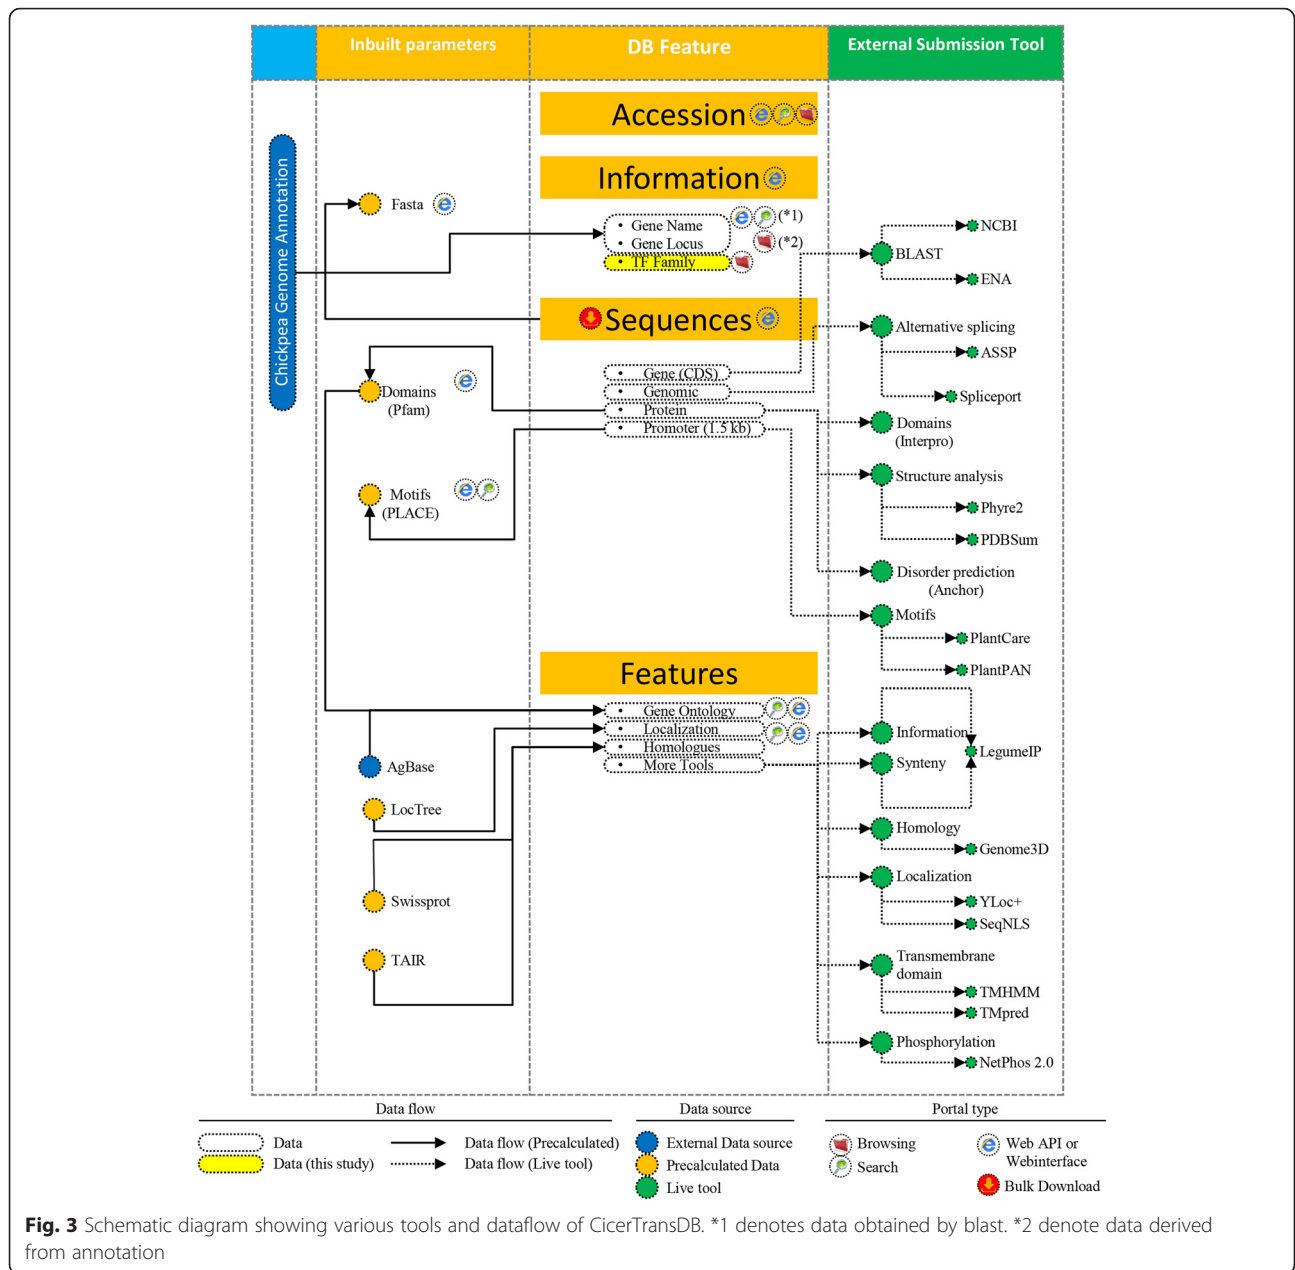 Inbuilt parameters
DB Feature
External Submission Tool
Chickpea Genome Annotation
Accession
Information
Fasta
• Gene Name
• Gene Locus
• TF Family
(*1)
(*2)
Sequences
• Gene (CDS)
• Genomic
• Protein
• Promoter (1.5 kb)
Domains
(Pfam)
Motifs
(PLACE)
Features
• Gene Ontology
• Localization
• Homologues
• More Tools
AgBase
LocTree
Swissprot
TAIR
NCBI
BLAST
ENA
Alternative splicing
ASSP
Spliceport
Domains
(Interpro)
Structure analysis
Phyre2
PDBSum
Disorder prediction
(Anchor)
Motifs
PlantCare
PlantPAN
Information
LegumeIP
Synteny
Homology
Genome3D
Localization
YLoc+
SeqNLS
Transmembrane
domain
TMHMM
TMpred
Phosphorylation
NetPhos 2.0
Data flow
Data
Data (this study)
Data flow (Precalculated)
Data flow (Live tool)
Data source
External Data source
Precalculated Data
Live tool
Portal type
Browsing
Search
Web API or
Webinterface
Bulk Download
Fig. 3 Schematic diagram showing various tools and dataflow of CicerTransDB. *1 denotes data obtained by blast. *2 denote data derived
from annotation